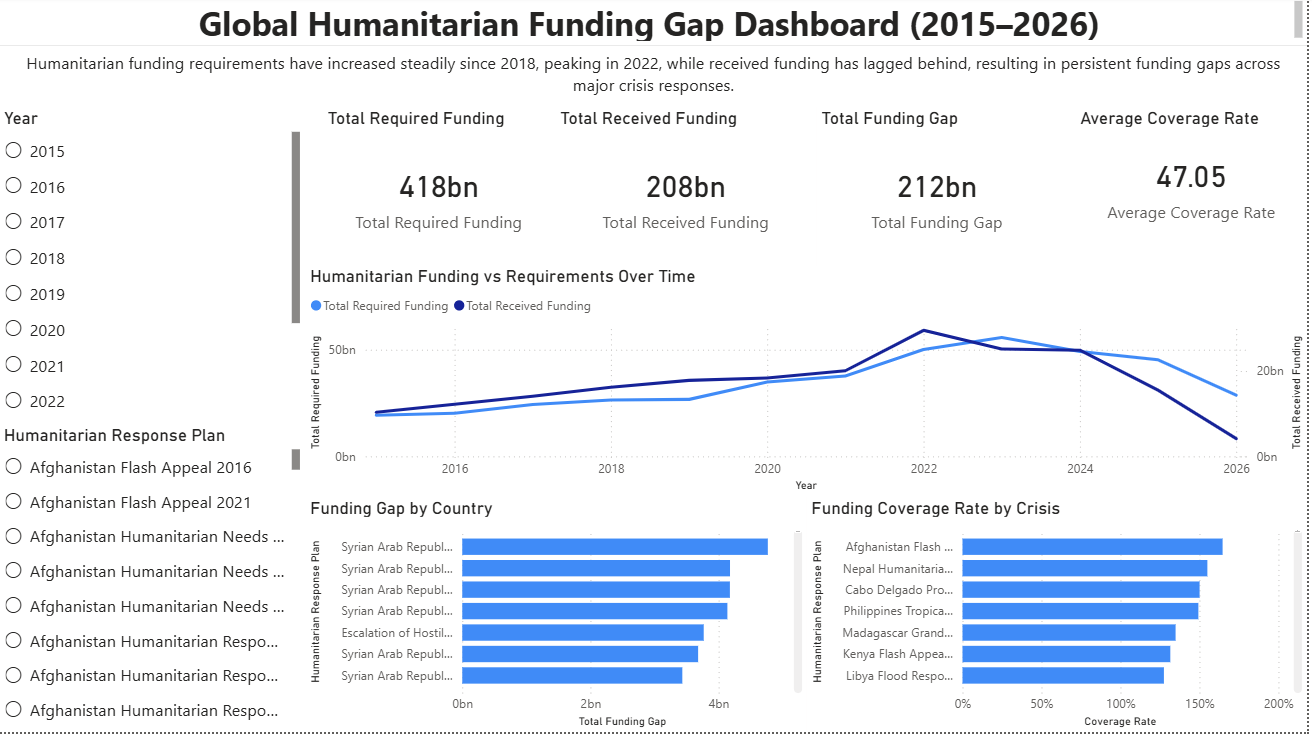 Global Humanitarian Funding Gap Dashboard (2015–2026)
Humanitarian funding requirements have increased steadily since 2018, peaking in 2022, while received funding has lagged behind, resulting in persistent funding gaps across
major crisis responses.
Year
2015
2016
2017
2018
2019
2020
2021
2022
Humanitarian Response Plan
Afghanistan Flash Appeal 2016
Afghanistan Flash Appeal 2021
Afghanistan Humanitarian Needs ...
Afghanistan Humanitarian Needs ...
Afghanistan Humanitarian Needs ...
Afghanistan Humanitarian Respo...
Afghanistan Humanitarian Respo...
Afghanistan Humanitarian Respo...
Total Required Funding
418bn
Total Required Funding
Total Received Funding
208bn
Total Received Funding
Total Funding Gap
212bn
Total Funding Gap
Average Coverage Rate
47.05
Average Coverage Rate
Humanitarian Funding vs Requirements Over Time
Total Required Funding Total Received Funding
Total Required Funding
50bn
0bn
2016 2018 2020 2022 2024 2026
Year
20bn
0bn
Total Received Funding
Funding Gap by Country
Humanitarian Response Plan
Syrian Arab Republ...
Syrian Arab Republ...
Syrian Arab Republ...
Syrian Arab Republ...
Escalation of Hostil...
Syrian Arab Republ...
Syrian Arab Republ...
0bn 2bn 4bn
Total Funding Gap
Funding Coverage Rate by Crisis
Humanitarian Response Plan
Afghanistan Flash ...
Nepal Humanitaria...
Cabo Delgado Pro...
Philippines Tropica...
Madagascar Grand...
Kenya Flash Appea...
Libya Flood Respo...
0% 50% 100% 150% 200%
Coverage Rate